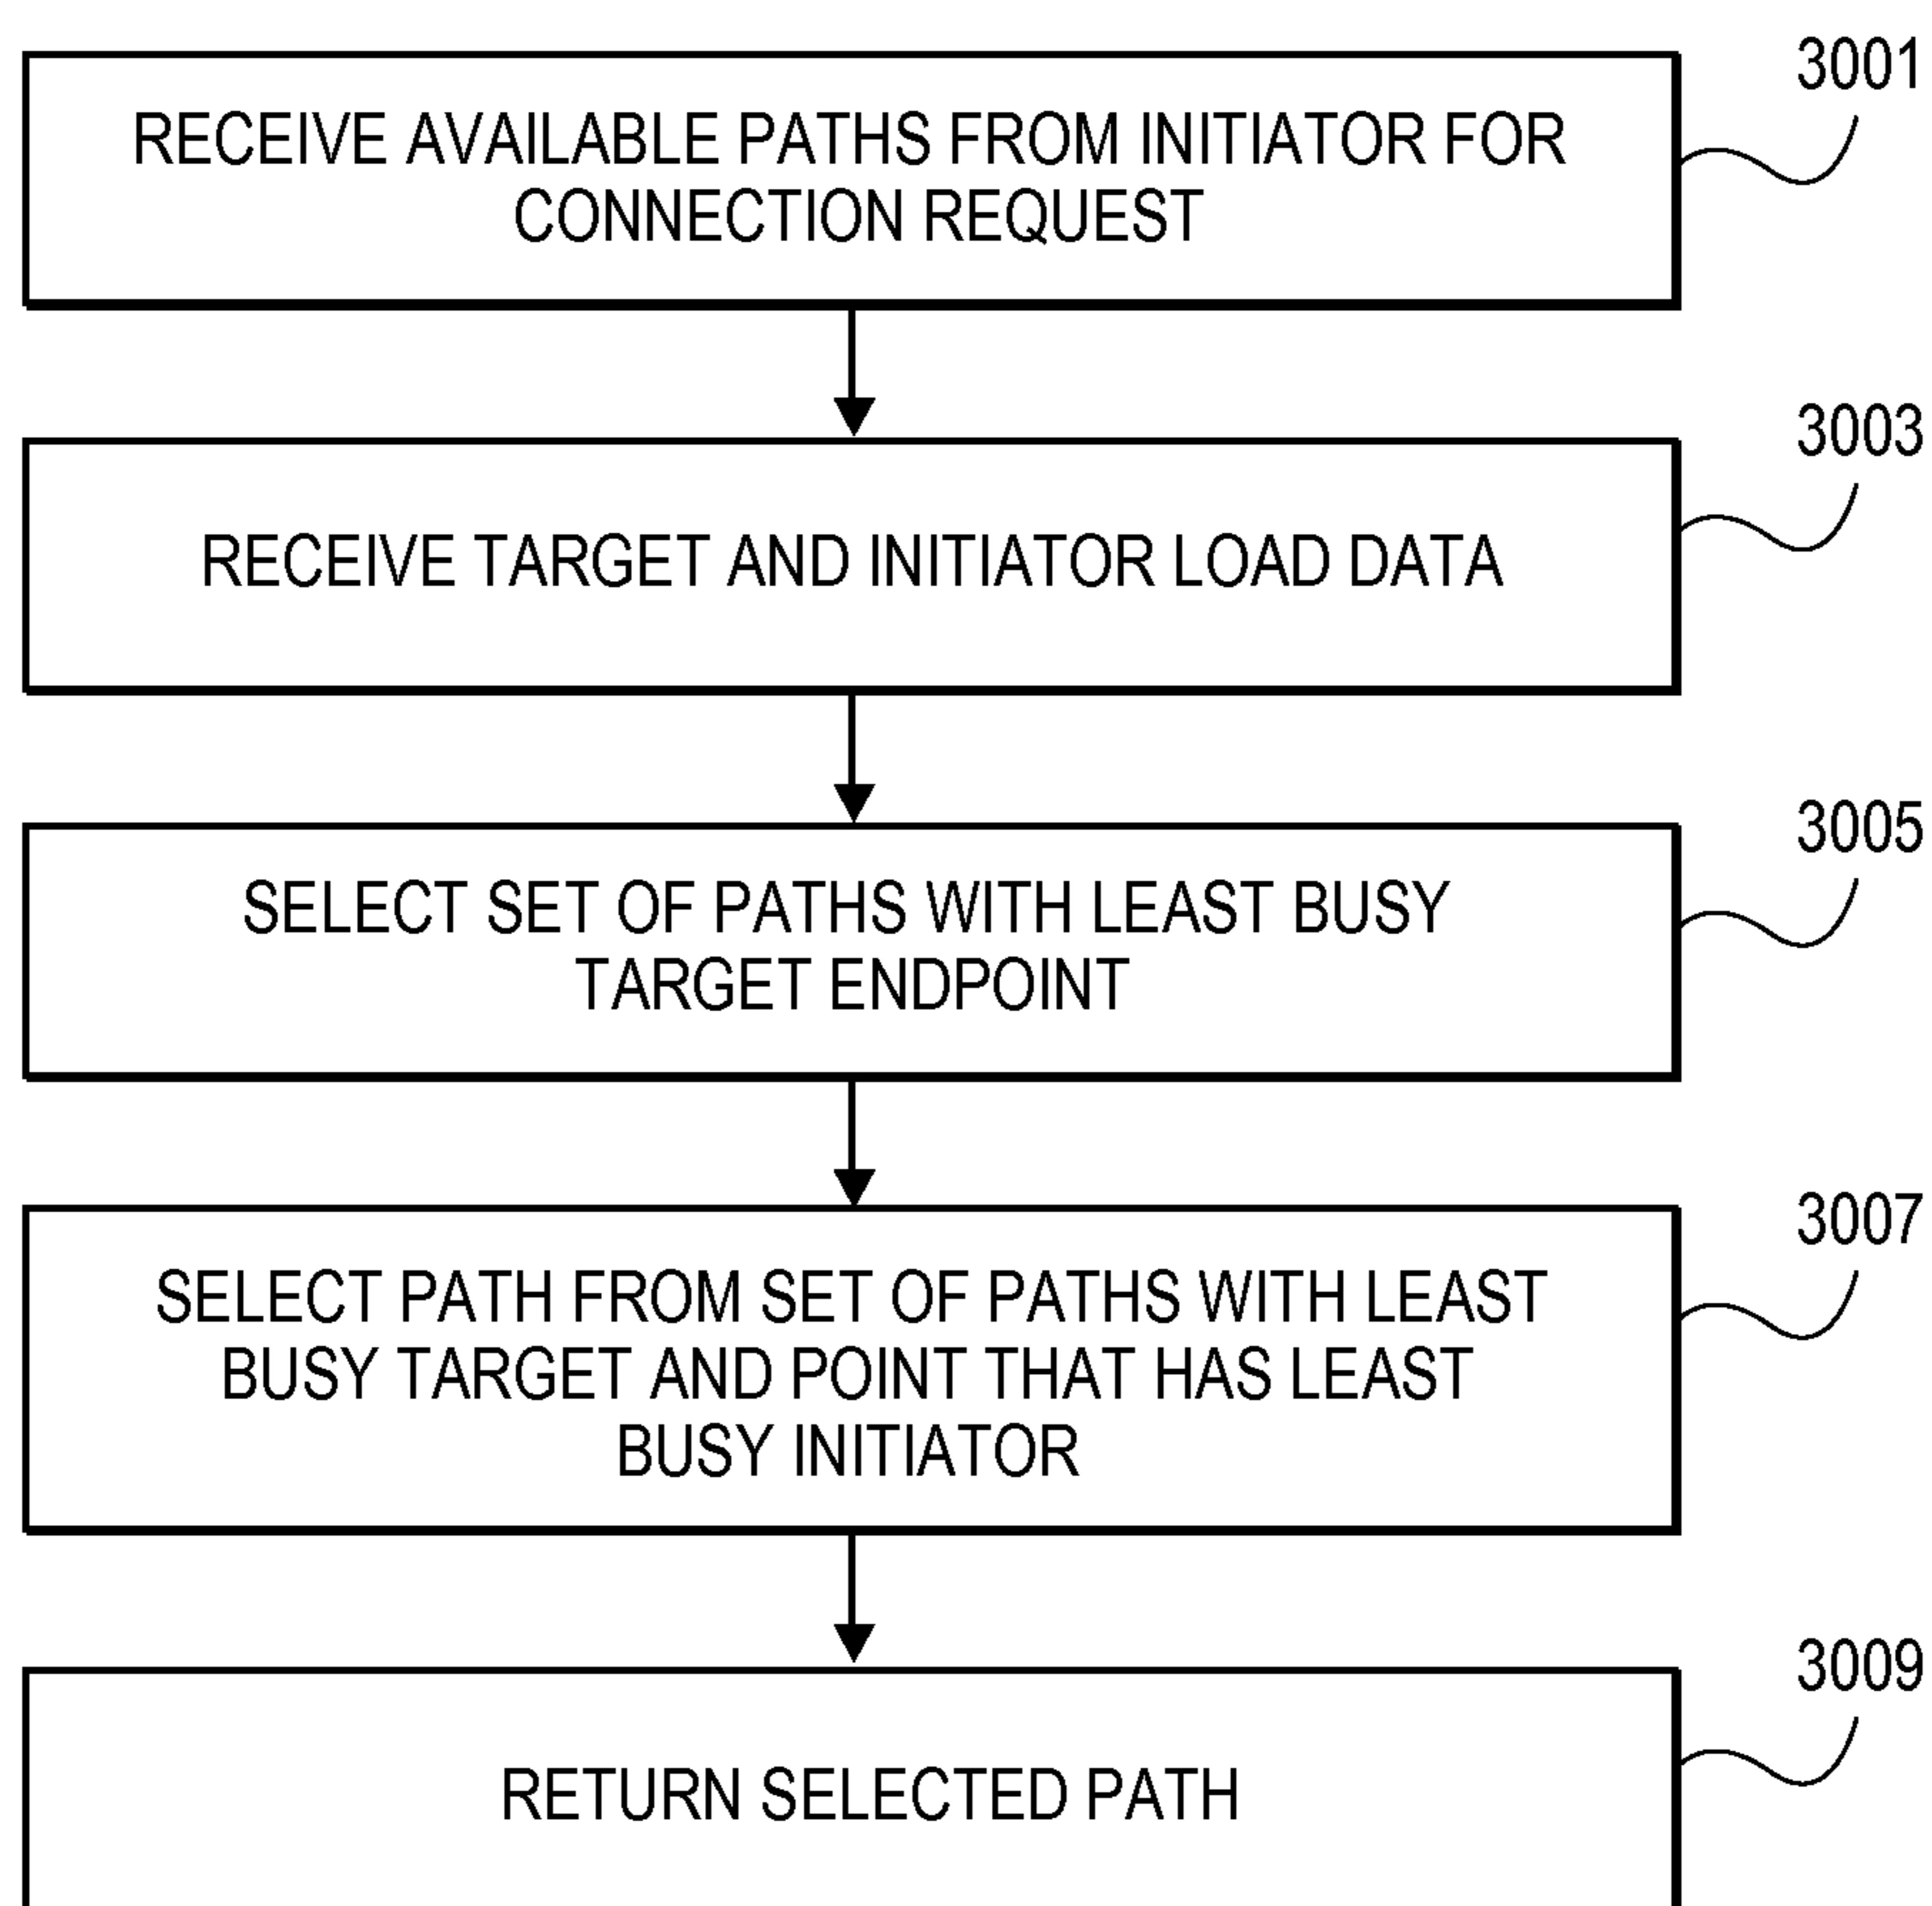 3001
RECEIVE AVAILABLE PATHS FROM INITIATOR FOR
CONNECTION REQUEST
3003
RECEIVE TARGET AND INITIATOR LOAD DATA
3005
SELECT SET OF PATHS WITH LEAST BUSY
TARGET ENDPOINT
3007
SELECT PATH FROM SET OF PATHS WITH LEAST
BUSY TARGET AND POINT THAT HAS LEAST
BUSY INITIATOR
3009
RETURN SELECTED PATH